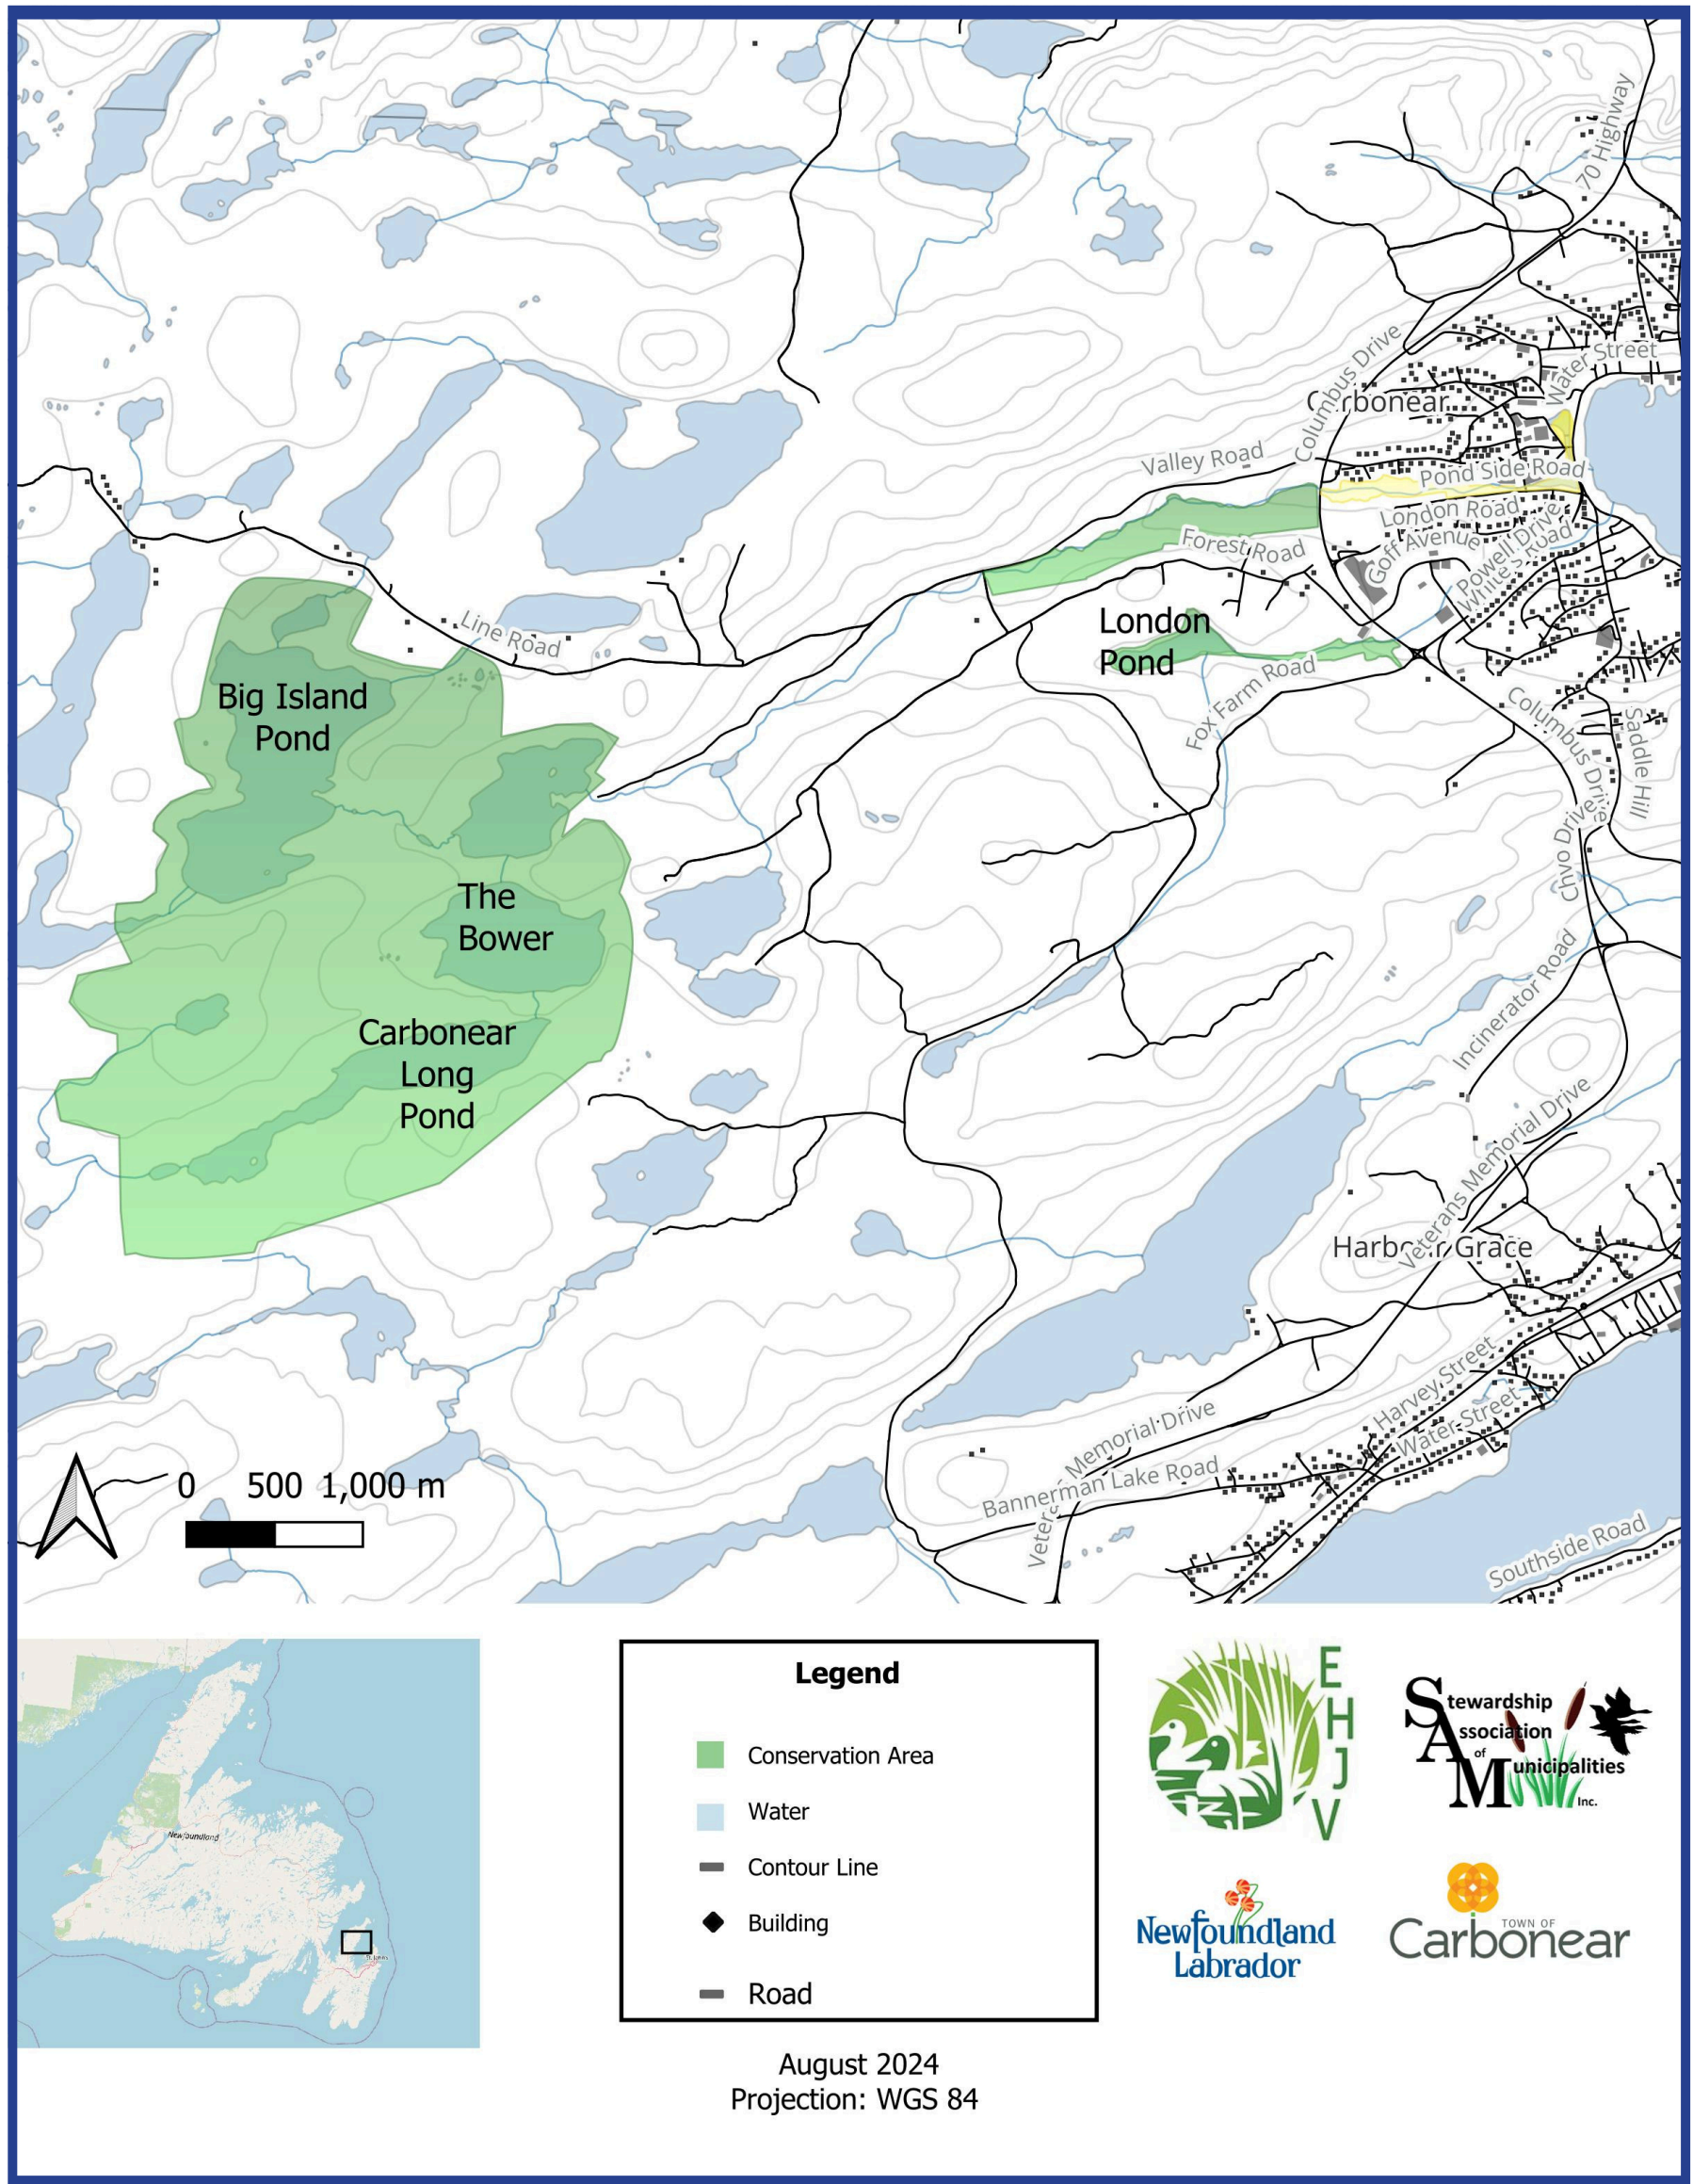 70 Highway
Columbus Drive
Water Street
Carbonear
Valley Road
Pond Side Road
London Road
Forest Road
Goff Avenue
Powell Drive
White's Road
London
Pond
Line Road
Fox Farm Road
Big Island
Pond
Columbus Drive
Saddle Hill
Chyo Drive
The
Bower
Incinerator Road
Carbonear
Long
Pond
Veterans Memorial Drive
Harbour Grace
Harvey Street
Water Street
Memorial Drive
Bannerman Lake Road
Southside Road
0 500 1,000 m
Newfoundland
St. John's
Legend
Conservation Area
Water
Contour Line
Building
Road
E
H
J
V
Stewardship
Association
of
Municipalities
Inc.
Newfoundland
Labrador
TOWN OF
Carbonear
August 2024
Projection: WGS 84